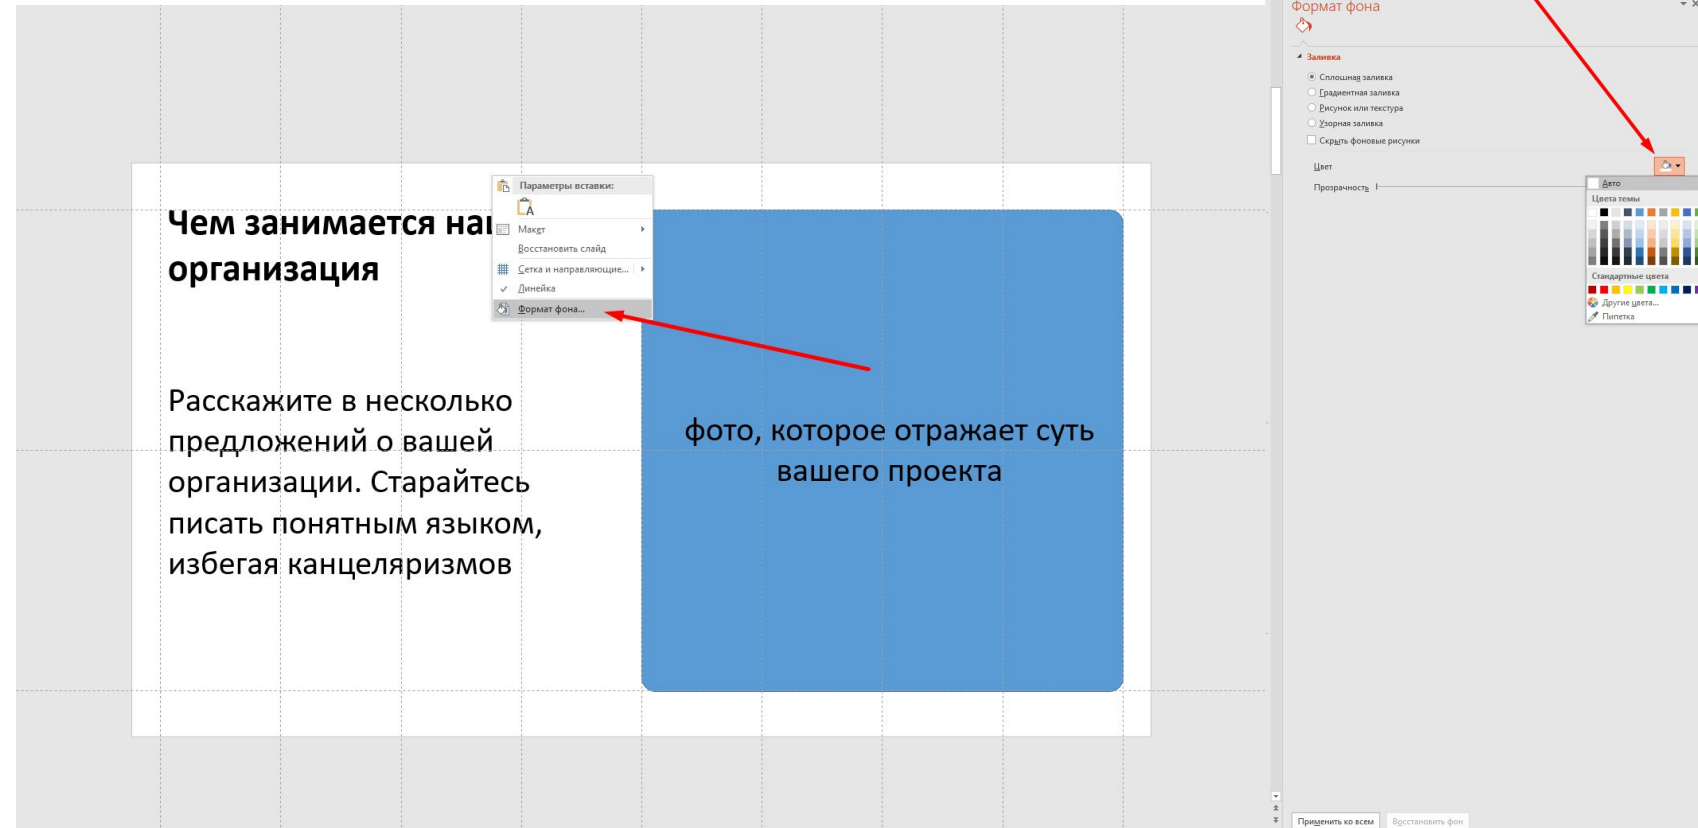 Чем занимается наш
организация
Параметры вставки:
Макет
Восстановить слайд
Сетка и направляющие...
Линейка
Формат фона...
Расскажите в несколько
предложений о вашей
организации. Старайтесь
писать понятным языком,
избегая канцеляризмов
фото, которое отражает суть
вашего проекта
Формат фона
Заливка
Сплошная заливка
Градиентная заливка
Рисунок или текстура
Узорная заливка
Скрыть фоновые рисунки
Цвет
Прозрачность
Авто
Цвета темы
Стандартные цвета
Другие цвета...
Пипетка
Применить ко всем
Восстановить фон